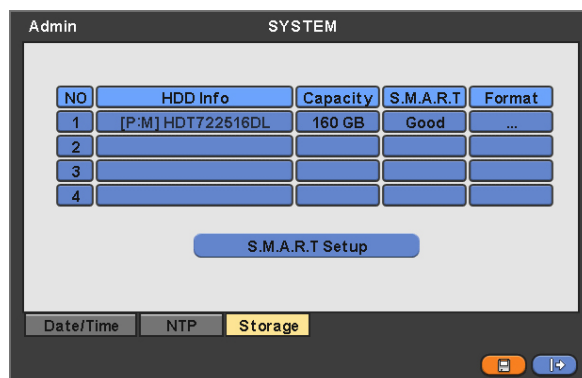 Admin SYSTEM
NO HDD Info Capacity S.M.A.R.T Format
1 [P:M] HDT722516DL 160 GB Good ...
2
3
4
S.M.A.R.T Setup
Date/Time NTP Storage